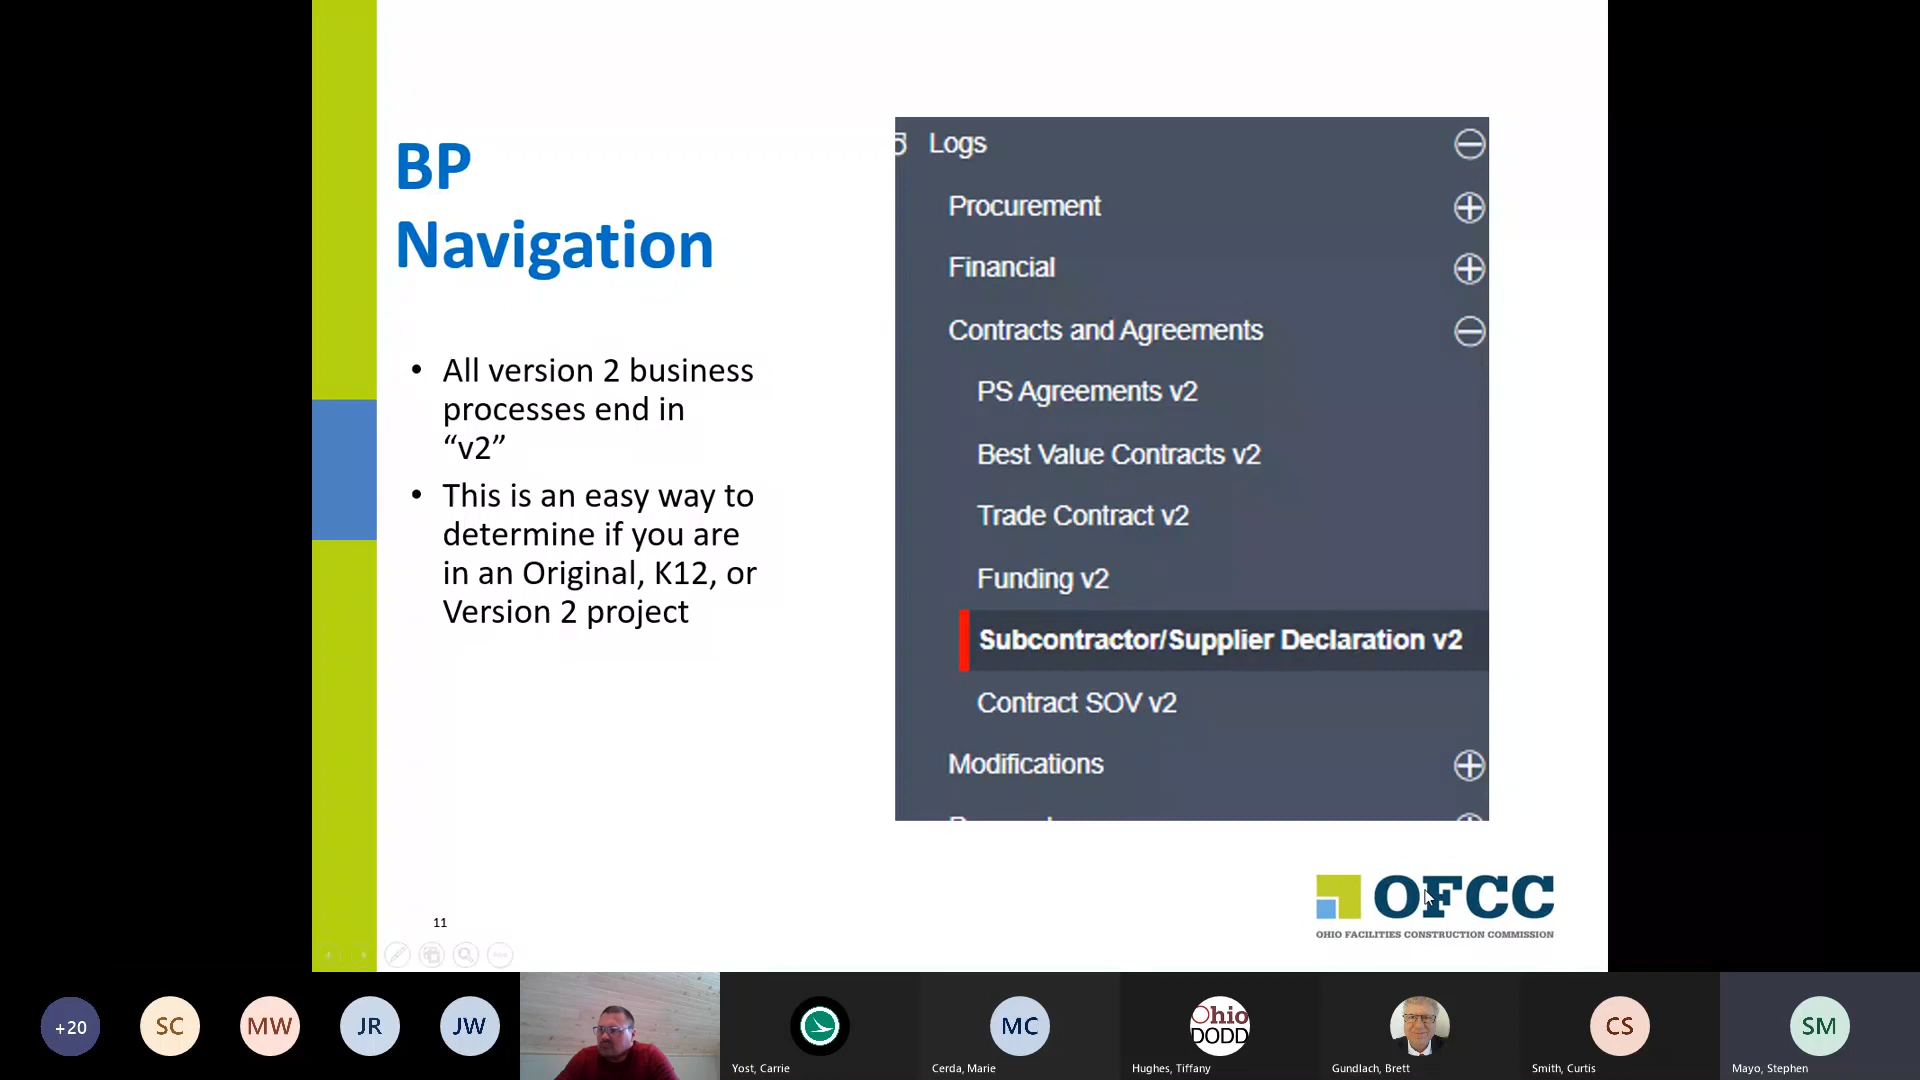 BP
Navigation
• All version 2 business
processes end in
“v2”
• This is an easy way to
determine if you are
in an Original, K12, or
Version 2 project
Logs
Procurement
Financial
Contracts and Agreements
PS Agreements v2
Best Value Contracts v2
Trade Contract v2
Funding v2
Subcontractor/Supplier Declaration v2
Contract SOV v2
Modifications
OFCC
OHIO FACILITIES CONSTRUCTION COMMISSION
11
+20
SC
MW
JR
JW
Yost, Carrie
MC
Cerda, Marie
Ohio
DODD
Hughes, Tiffany
Gundlach, Brett
CS
Smith, Curtis
SM
Mayo, Stephen